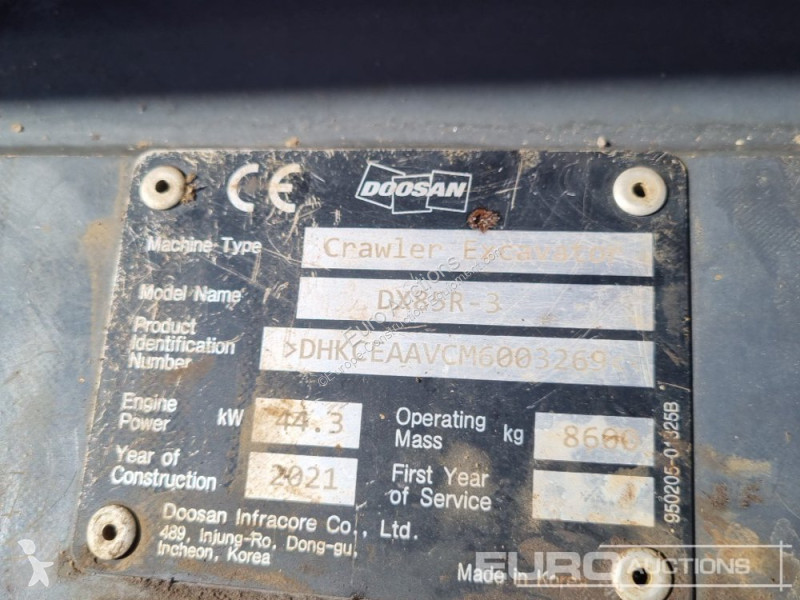 CE
DOOSAN
Machine Type Crawler Excavator
Model Name DX85R-3
Product
Identification
Number >DHKCEAAVCM6003269
Engine
Power kW 44.3
Operating
Mass kg 8600
Year of
Construction 2021
First Year
of Service
Doosan Infracore Co., Ltd.
489, Injung-Ro, Dong-gu,
Incheon, Korea
Made in
950205-01325B
EURO AUCTIONS